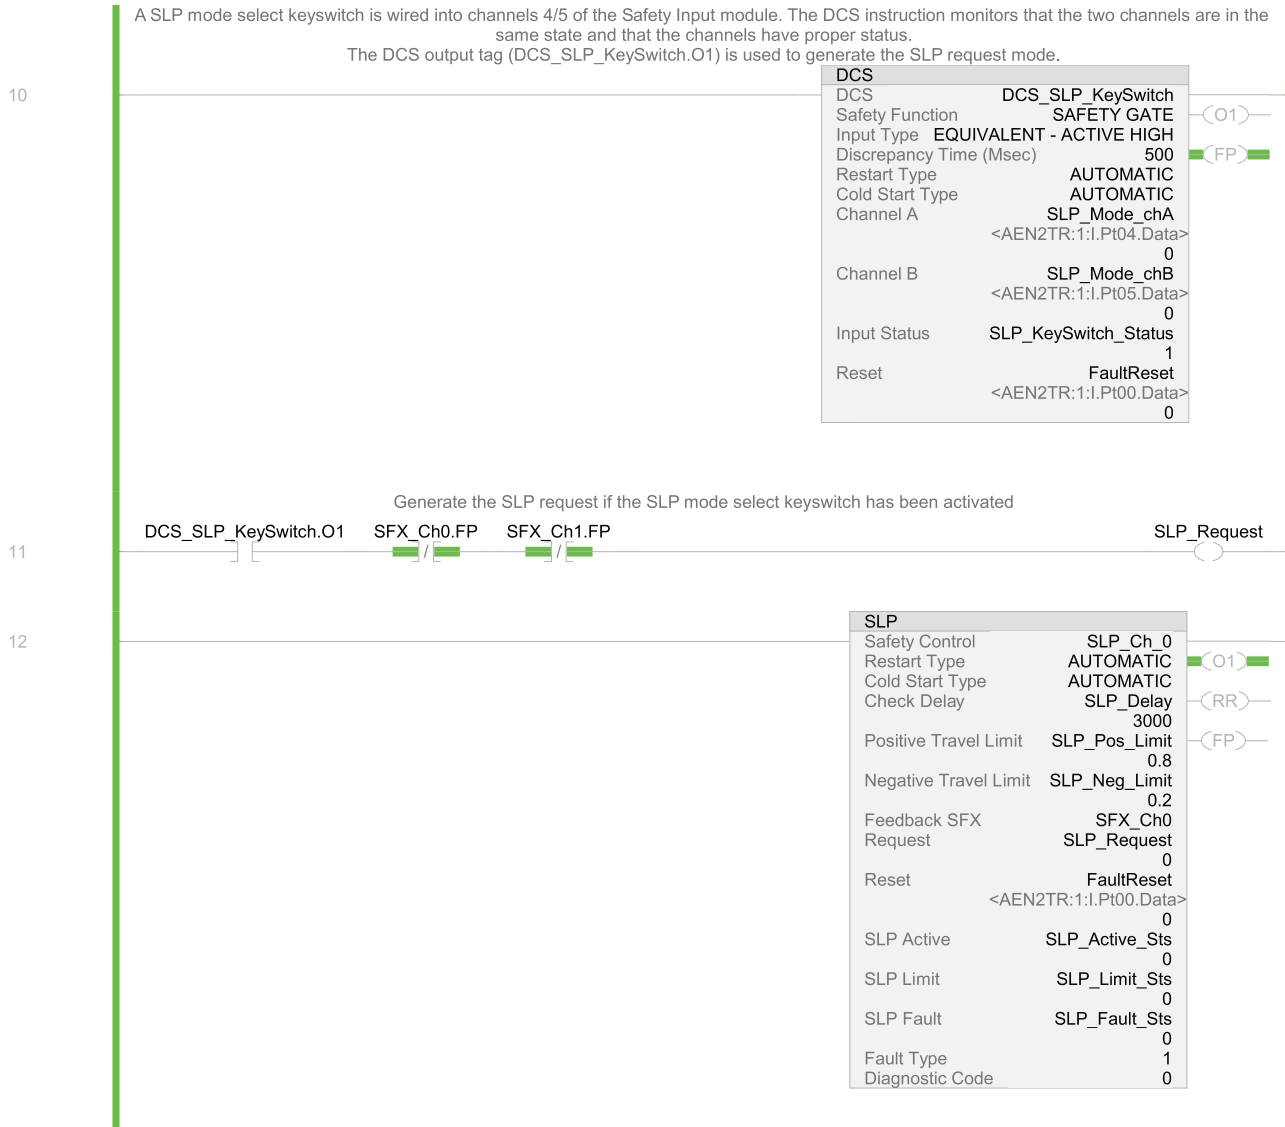 A SLP mode select keyswitch is wired into channels 4/5 of the Safety Input module. The DCS instruction monitors that the two channels are in the
same state and that the channels have proper status.
The DCS output tag (DCS_SLP_KeySwitch.O1) is used to generate the SLP request mode.
DCS
10
DCS DCS_SLP_KeySwitch
Safety Function SAFETY GATE O1
Input Type EQUIVALENT - ACTIVE HIGH
Discrepancy Time (Msec) 500 FP
Restart Type AUTOMATIC
Cold Start Type AUTOMATIC
Channel A SLP_Mode_chA
<AEN2TR:1:I.Pt04.Data>
0
Channel B SLP_Mode_chB
<AEN2TR:1:I.Pt05.Data>
0
Input Status SLP_KeySwitch_Status
1
Reset FaultReset
<AEN2TR:1:I.Pt00.Data>
0
Generate the SLP request if the SLP mode select keyswitch has been activated
DCS_SLP_KeySwitch.O1 SFX_Ch0.FP SFX_Ch1.FP SLP_Request
11 / /
SLP
12
Safety Control SLP_Ch_0
Restart Type AUTOMATIC O1
Cold Start Type AUTOMATIC
Check Delay SLP_Delay RR
3000
Positive Travel Limit SLP_Pos_Limit FP
0.8
Negative Travel Limit SLP_Neg_Limit
0.2
Feedback SFX SFX_Ch0
Request SLP_Request
0
Reset FaultReset
<AEN2TR:1:I.Pt00.Data>
0
SLP Active SLP_Active_Sts
0
SLP Limit SLP_Limit_Sts
0
SLP Fault SLP_Fault_Sts
0
Fault Type 1
Diagnostic Code 0